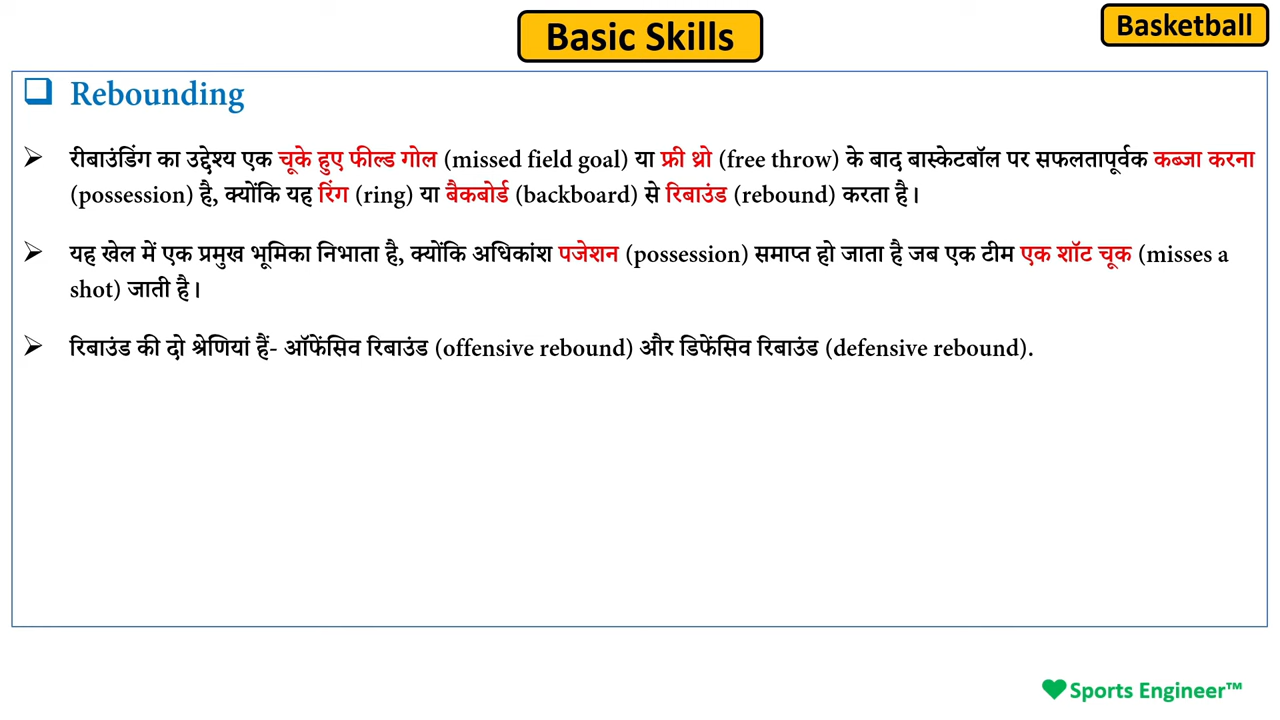 Basic Skills
Basketball
Rebounding
रीबाउंडिंग का उद्देश्य एक चूके हुए फील्ड गोल (missed field goal) या फ्री थ्रो (free throw) के बाद बास्केटबॉल पर सफलतापूर्वक कब्जा करना
(possession) है, क्योंकि यह रिंग (ring) या बैकबोर्ड (backboard) से रिबाउंड (rebound) करता है।
यह खेल में एक प्रमुख भूमिका निभाता है, क्योंकि अधिकांश पजेशन (possession) समाप्त हो जाता है जब एक टीम एक शॉट चूक (misses a
shot) जाती है।
रिबाउंड की दो श्रेणियां हैं- ऑफेंसिव रिबाउंड (offensive rebound) और डिफेंसिव रिबाउंड (defensive rebound).
Sports Engineer™